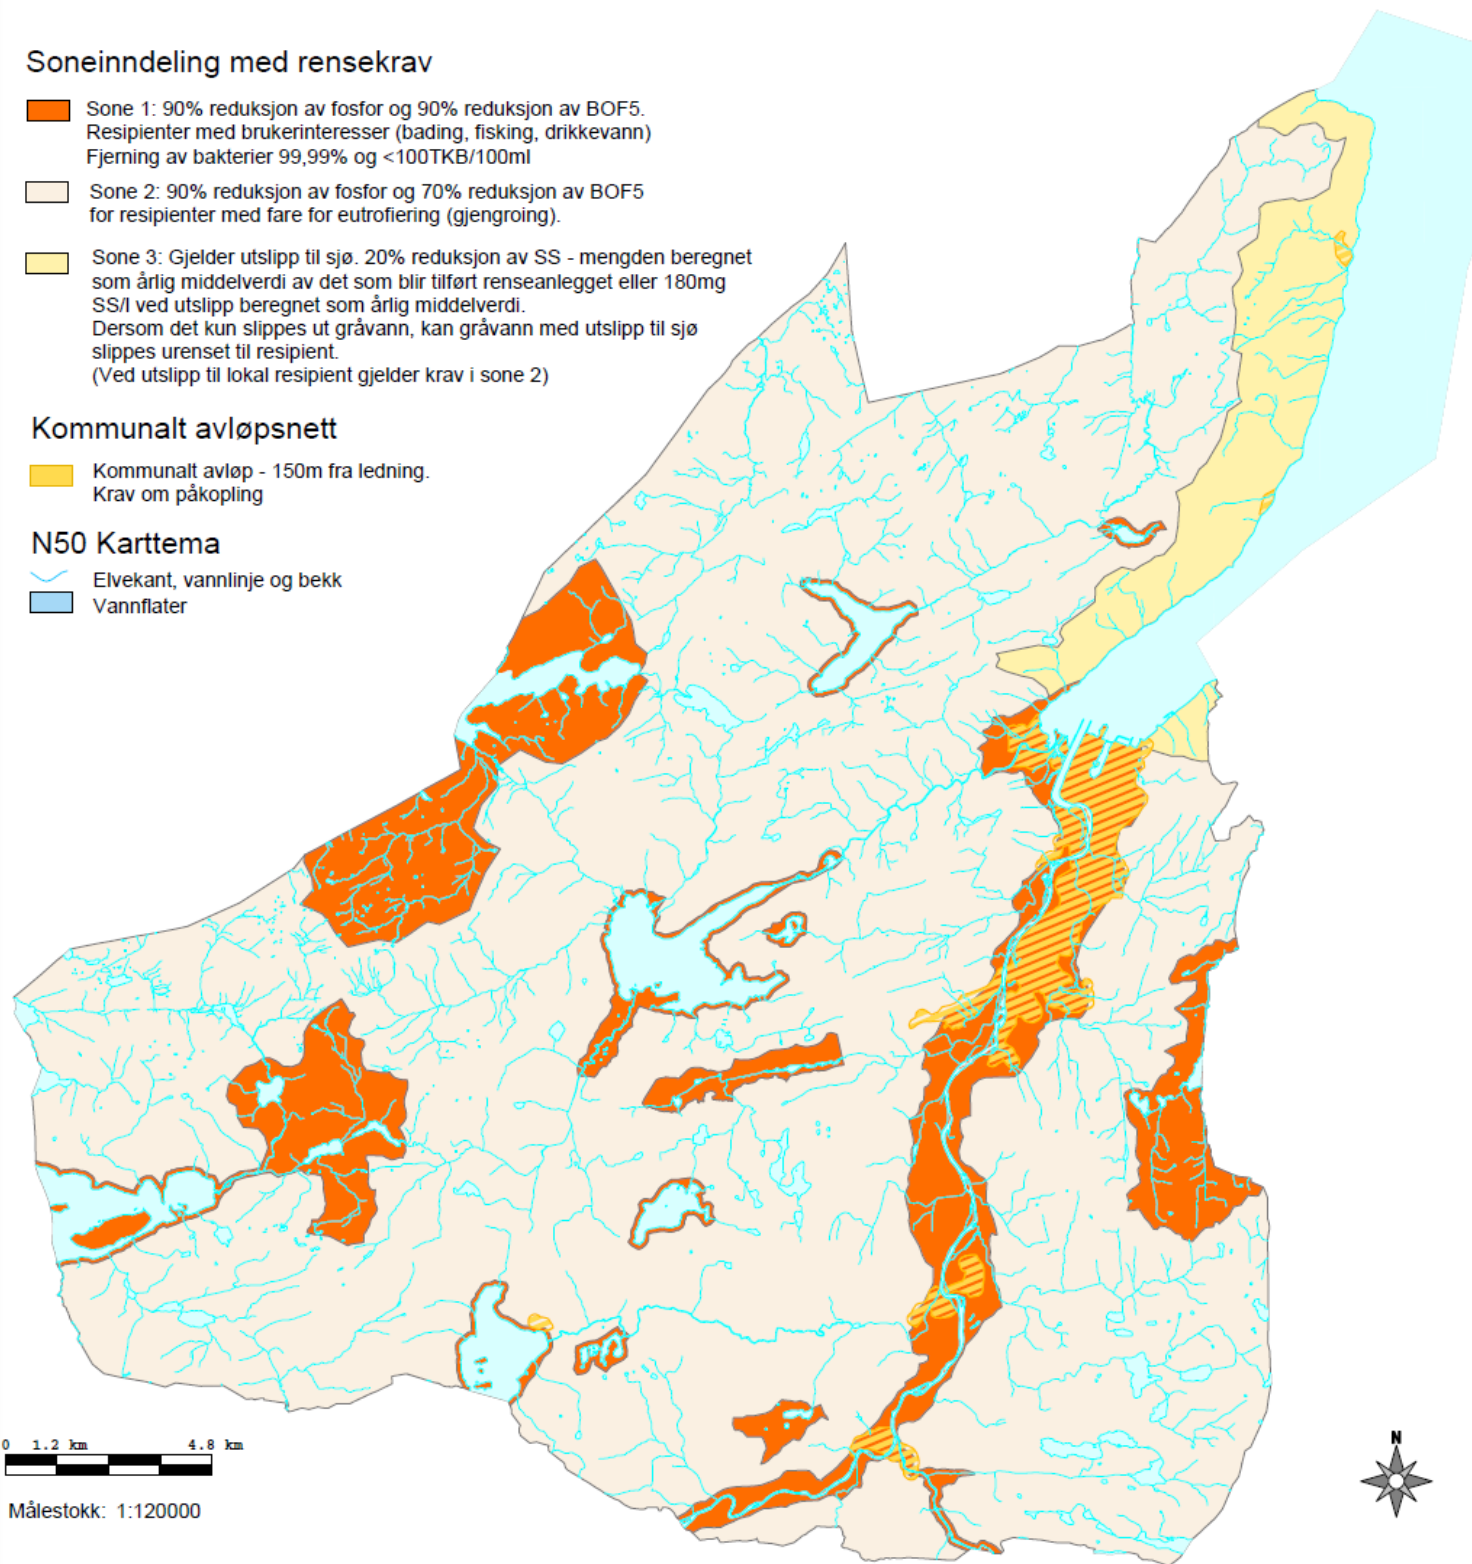 Soneinndeling med rensekrav
Sone 1: 90% reduksjon av fosfor og 90% reduksjon av BOF5.
Resipienter med brukerinteresser (bading, fisking, drikkevann)
Fjerning av bakterier 99,99% og <100TKB/100ml
Sone 2: 90% reduksjon av fosfor og 70% reduksjon av BOF5
for resipienter med fare for eutrofiering (gjengroing).
Sone 3: Gjelder utslipp til sjø. 20% reduksjon av SS - mengden beregnet
som årlig middelverdi av det som blir tilført renseanlegget eller 180mg
SS/l ved utslipp beregnet som årlig middelverdi.
Dersom det kun slippes ut gråvann, kan gråvann med utslipp til sjø
slippes urenset til resipient.
(Ved utslipp til lokal resipient gjelder krav i sone 2)
Kommunalt avløpsnett
Kommunalt avløp - 150m fra ledning.
Krav om påkopling
N50 Karttema
Elvekant, vannlinje og bekk
Vannflater
0 1.2 km 4.8 km
Målestokk: 1:120000
N